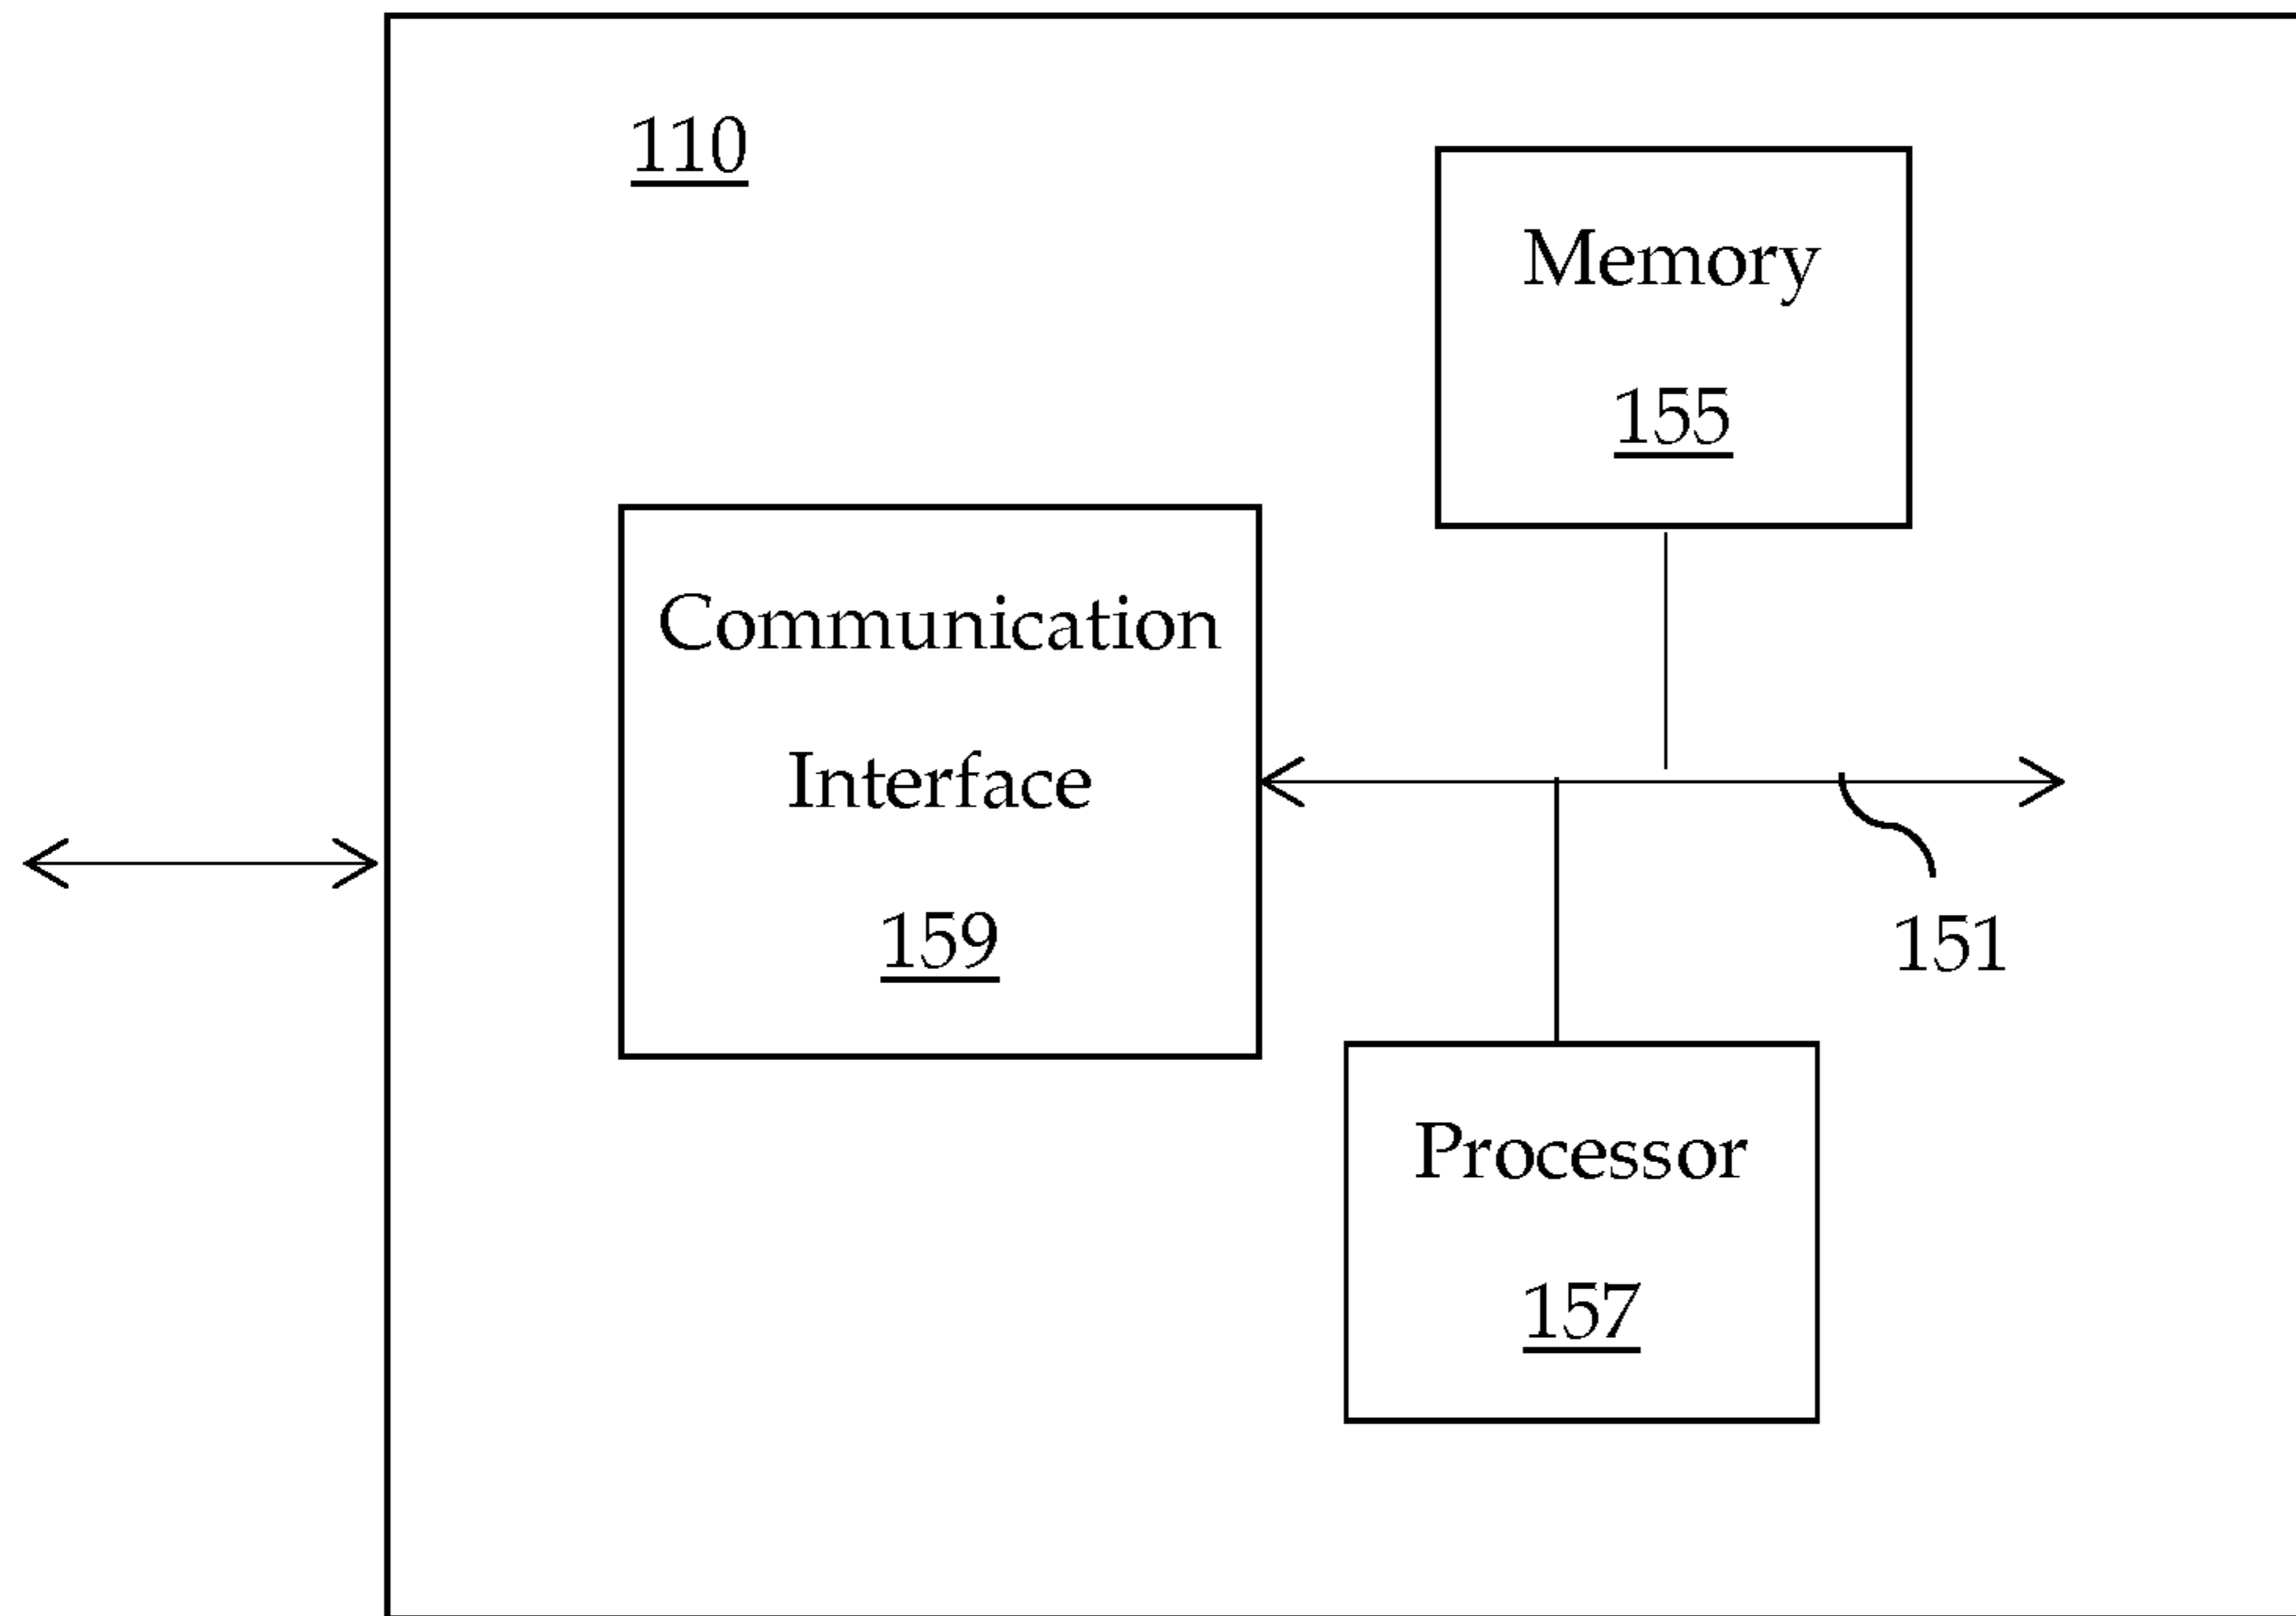 110
Memory
155
Communication
Interface
159
151
Processor
157